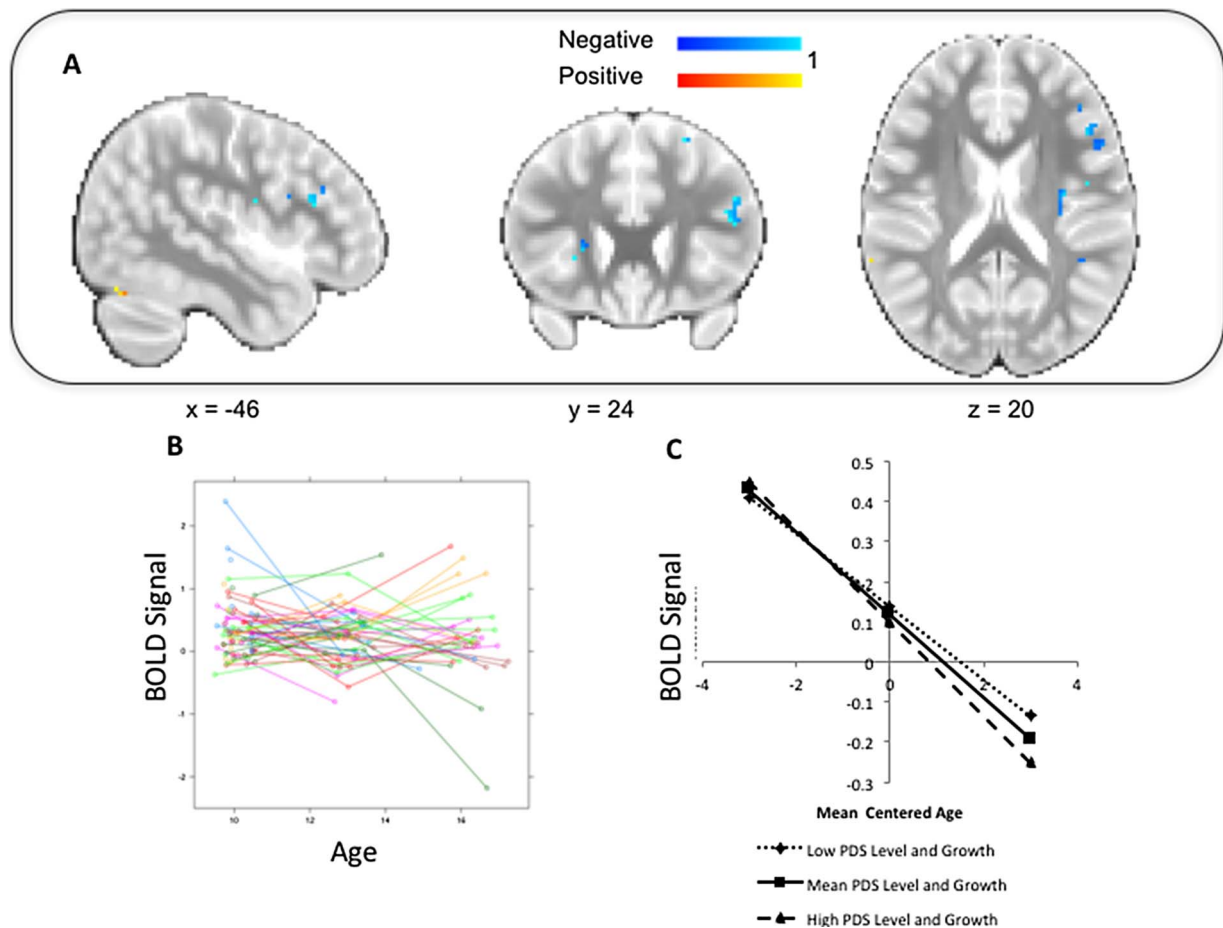 A
Negative
Positive
1
x = -46
y = 24
z = 20
B
BOLD Signal
2
1
0
-1
-2
10
12
14
16
Age
C
BOLD Signal
0.5
0.4
0.3
0.2
0.1
0
-0.1
-0.2
-0.3
-4
-2
0
2
4
Mean Centered Age
Low PDS Level and Growth
Mean PDS Level and Growth
High PDS Level and Growth